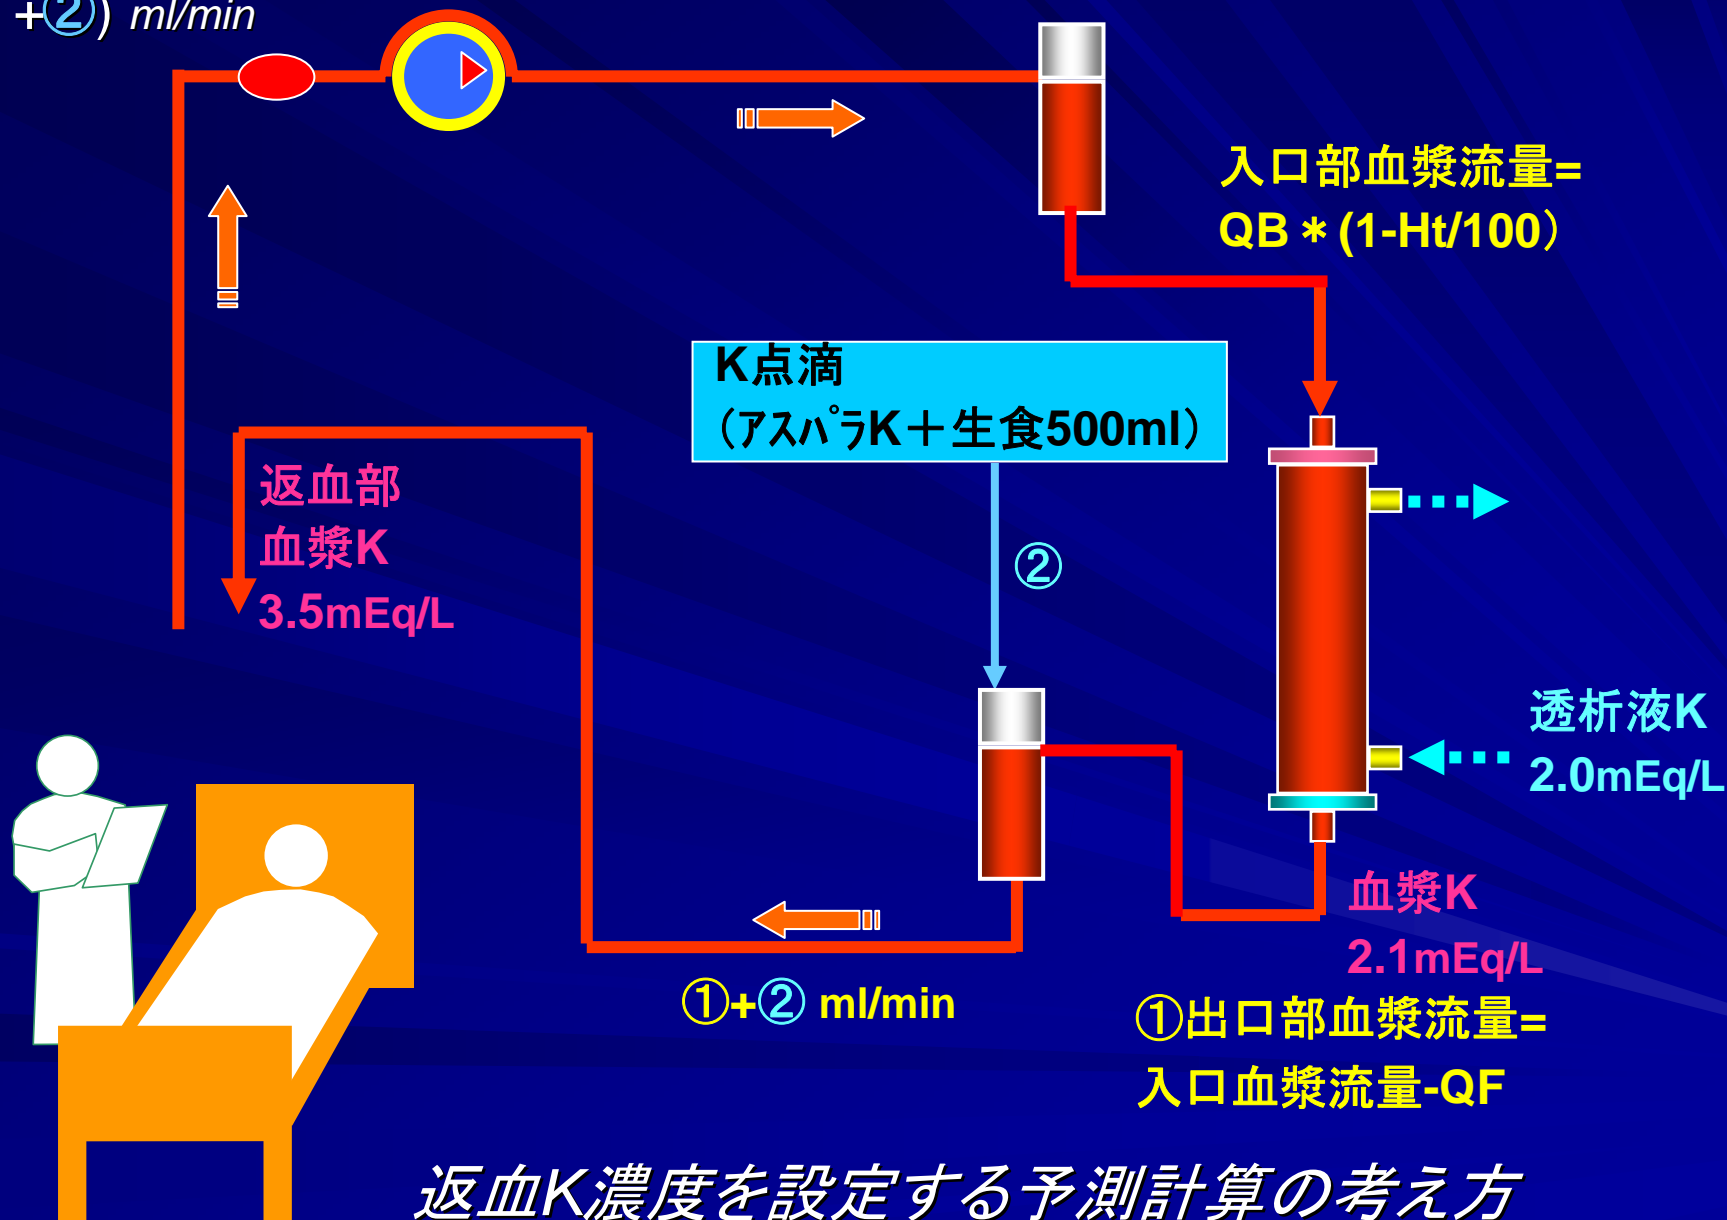 +②) ml/min
入口部血漿流量=
QB＊(1-Ht/100）
K点滴
（ｱｽﾊﾟﾗK＋生食500ml）
返血部
血漿K
3.5mEq/L
②
透析液K
2.0mEq/L
血漿K
2.1mEq/L
①+② ml/min
①出口部血漿流量=
入口血漿流量-QF
返血K濃度を設定する予測計算の考え方